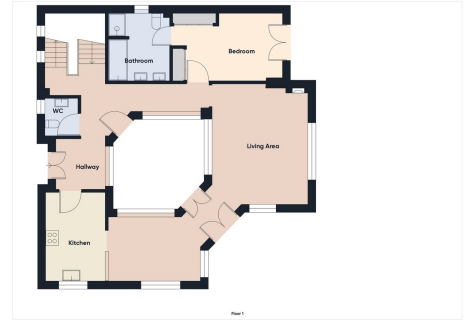 Bedroom
Bathroom
WC
Living Area
Hallway
Kitchen
Floor 1